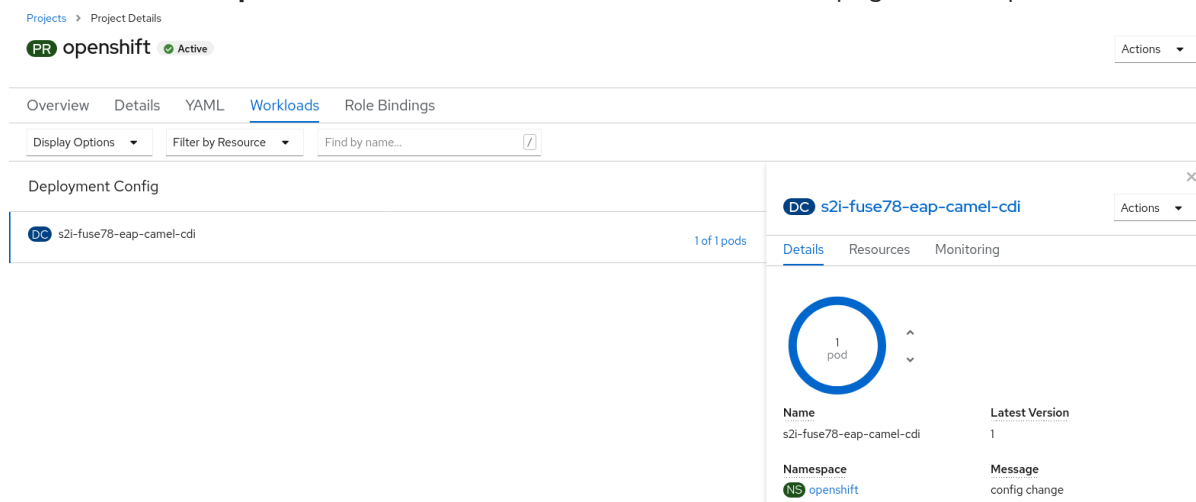 Projects > Project Details
PR openshift Active
Actions
Overview Details YAML Workloads Role Bindings
Display Options Filter by Resource Find by name... /
Deployment Config
DC s2i-fuse78-eap-camel-cdi
1 of 1 pods
×
DC s2i-fuse78-eap-camel-cdi
Actions
Details Resources Monitoring
1
pod
Name
s2i-fuse78-eap-camel-cdi
Latest Version
1
Namespace
NS openshift
Message
config change